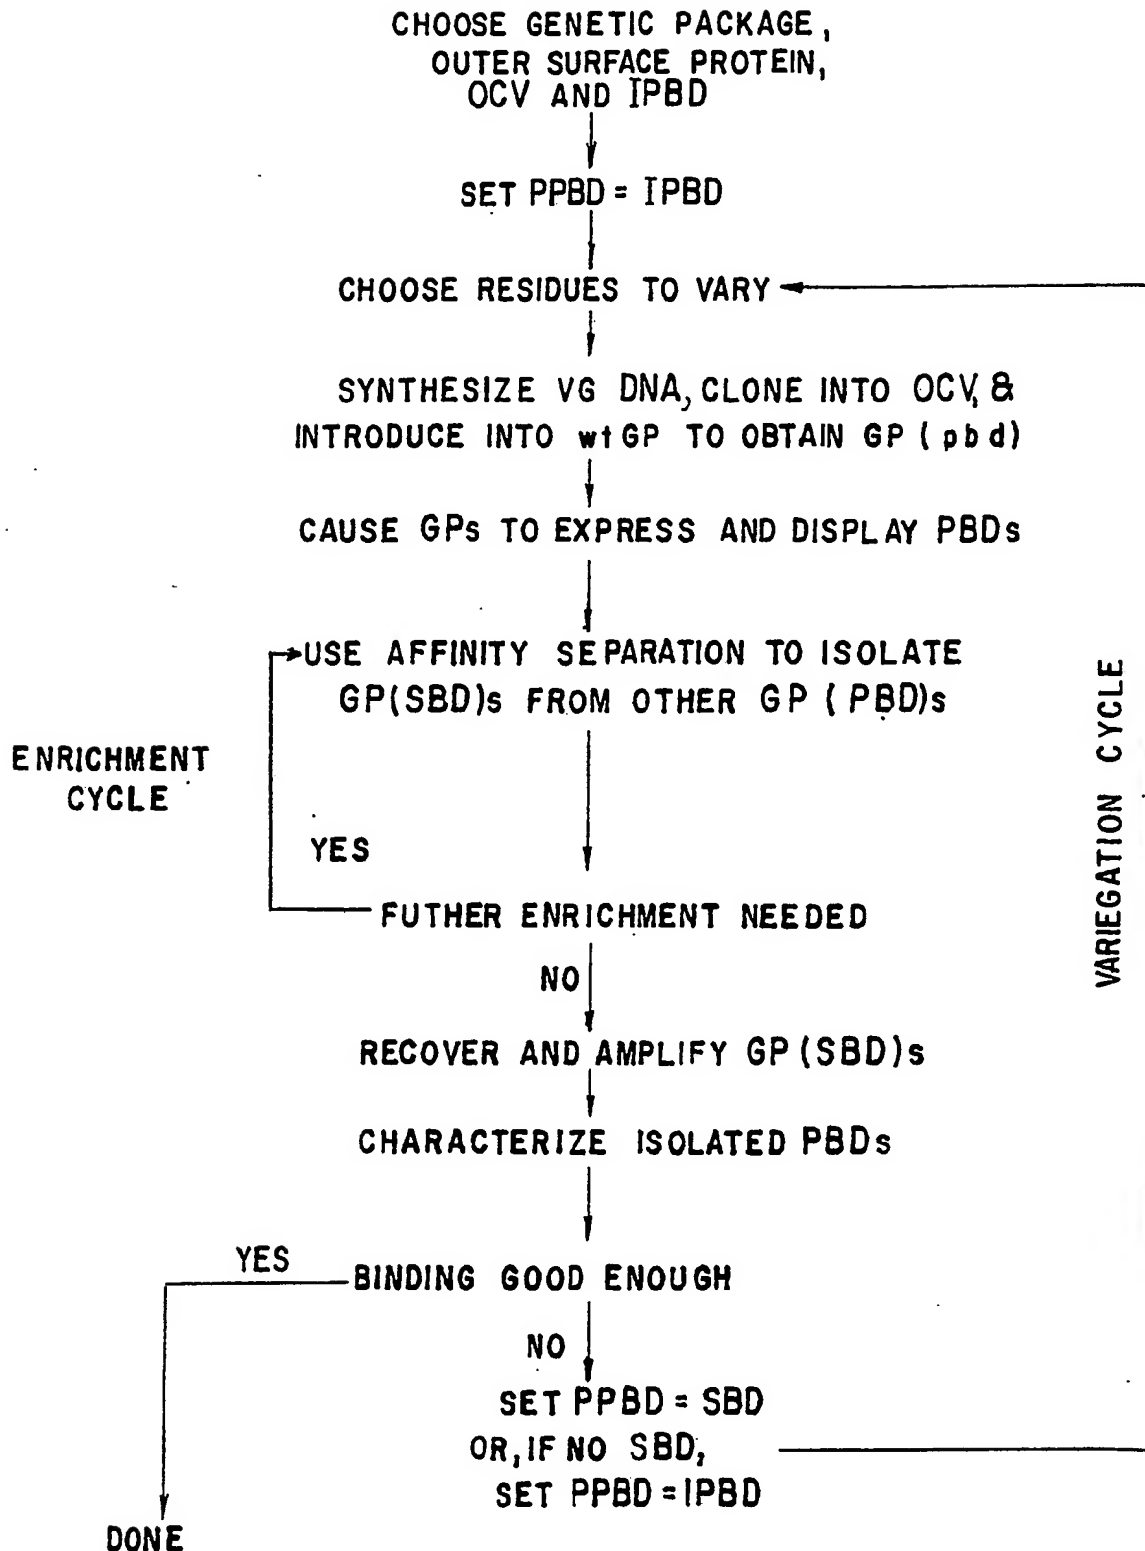 CHOOSE GENETIC PACKAGE,
OUTER SURFACE PROTEIN,
OCV AND IPBD
SET PPBD = IPBD
CHOOSE RESIDUES TO VARY
SYNTHESIZE VG DNA, CLONE INTO OCV, &
INTRODUCE INTO wtGP TO OBTAIN GP (pbd)
CAUSE GPs TO EXPRESS AND DISPLAY PBDs
USE AFFINITY SEPARATION TO ISOLATE
GP(SBD)s FROM OTHER GP (PBD)s
ENRICHMENT
CYCLE
VARIEGATION CYCLE
YES
FUTHER ENRICHMENT NEEDED
NO
RECOVER AND AMPLIFY GP(SBD)s
CHARACTERIZE ISOLATED PBDs
YES
BINDING GOOD ENOUGH
NO
SET PPBD = SBD
OR, IF NO SBD,
SET PPBD = IPBD
DONE